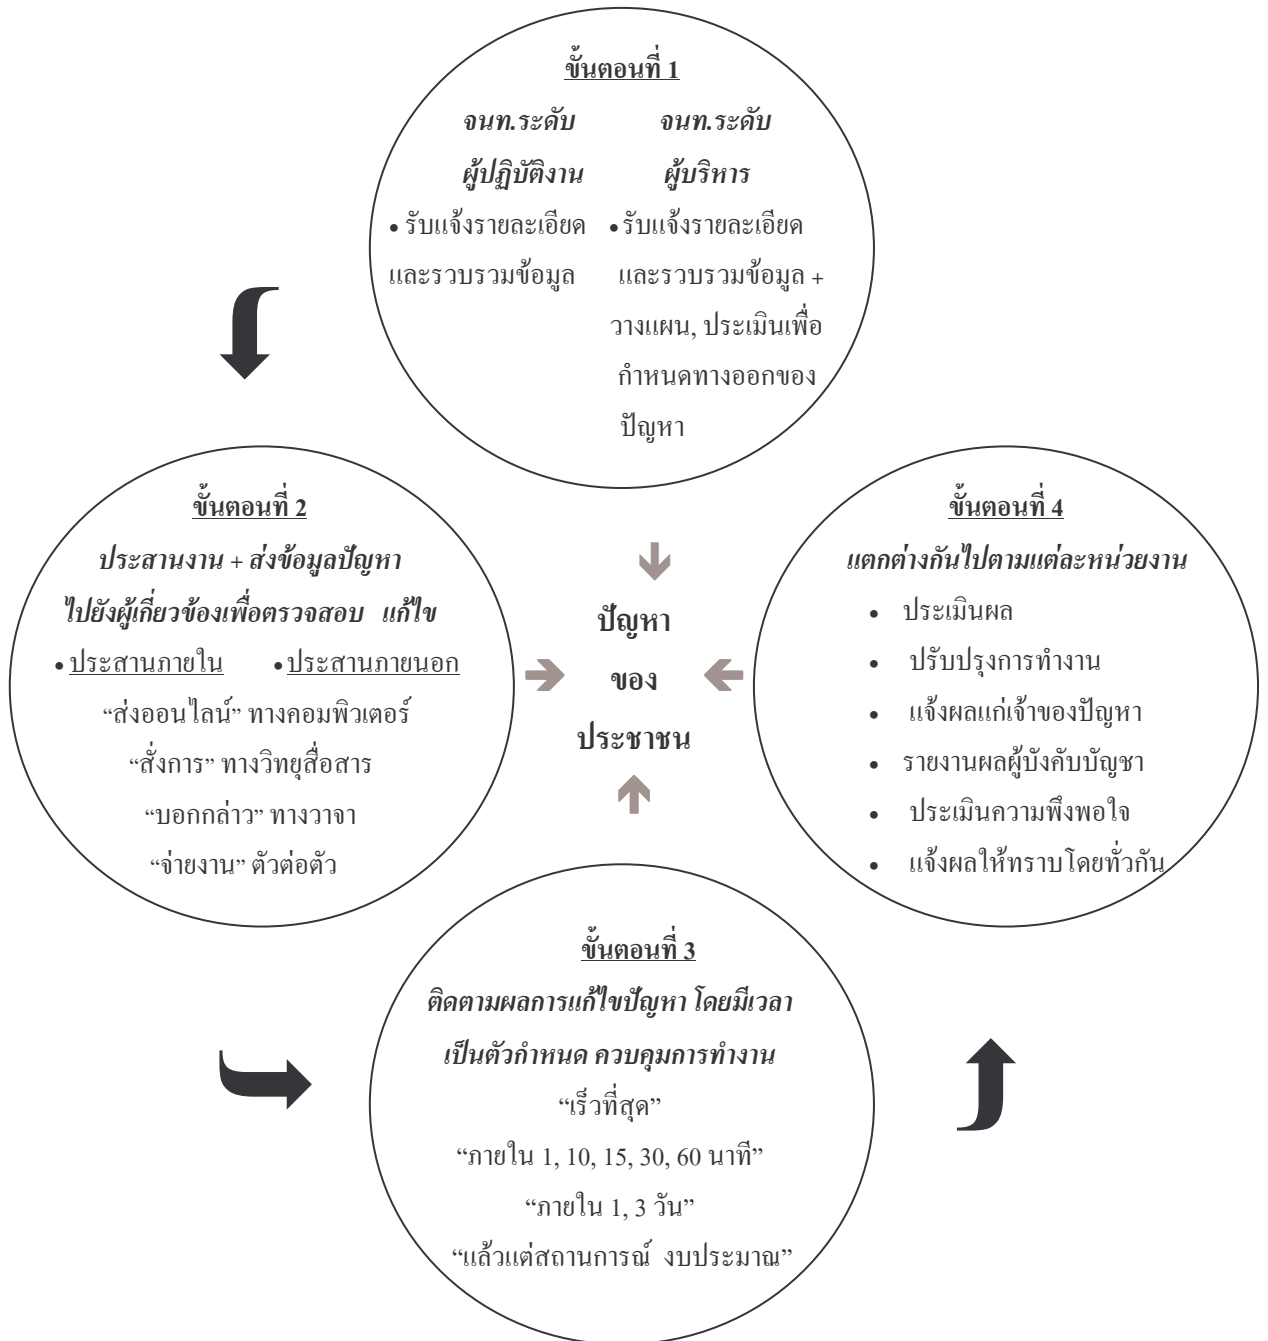 ขั้นตอนที่ 1
จนท.ระดับ จนท.ระดับ
ผู้ปฏิบัติงาน ผู้บริหาร
• รับแจ้งรายละเอียด • รับแจ้งรายละเอียด
และรวบรวมข้อมูล และรวบรวมข้อมูล +
วางแผน, ประเมินเพื่อ
กำหนดทางออกของ
ปัญหา
ขั้นตอนที่ 2
ประสานงาน + ส่งข้อมูลปัญหา
ไปยังผู้เกี่ยวข้องเพื่อตรวจสอบ แก้ไข
• ประสานภายใน • ประสานภายนอก
“ส่งออนไลน์” ทางคอมพิวเตอร์
“สั่งการ” ทางวิทยุสื่อสาร
“บอกกล่าว” ทางวาจา
“จ่ายงาน” ตัวต่อตัว
ปัญหา
ของ
ประชาชน
ขั้นตอนที่ 4
แตกต่างกันไปตามแต่ละหน่วยงาน
• ประเมินผล
• ปรับปรุงการทำงาน
• แจ้งผลแก่เจ้าของปัญหา
• รายงานผลผู้บังคับบัญชา
• ประเมินความพึงพอใจ
• แจ้งผลให้ทราบโดยทั่วกัน
ขั้นตอนที่ 3
ติดตามผลการแก้ไขปัญหา โดยมีเวลา
เป็นตัวกำหนด ควบคุมการทำงาน
“เร็วที่สุด”
“ภายใน 1, 10, 15, 30, 60 นาที”
“ภายใน 1, 3 วัน”
“แล้วแต่สถานการณ์ งบประมาณ”